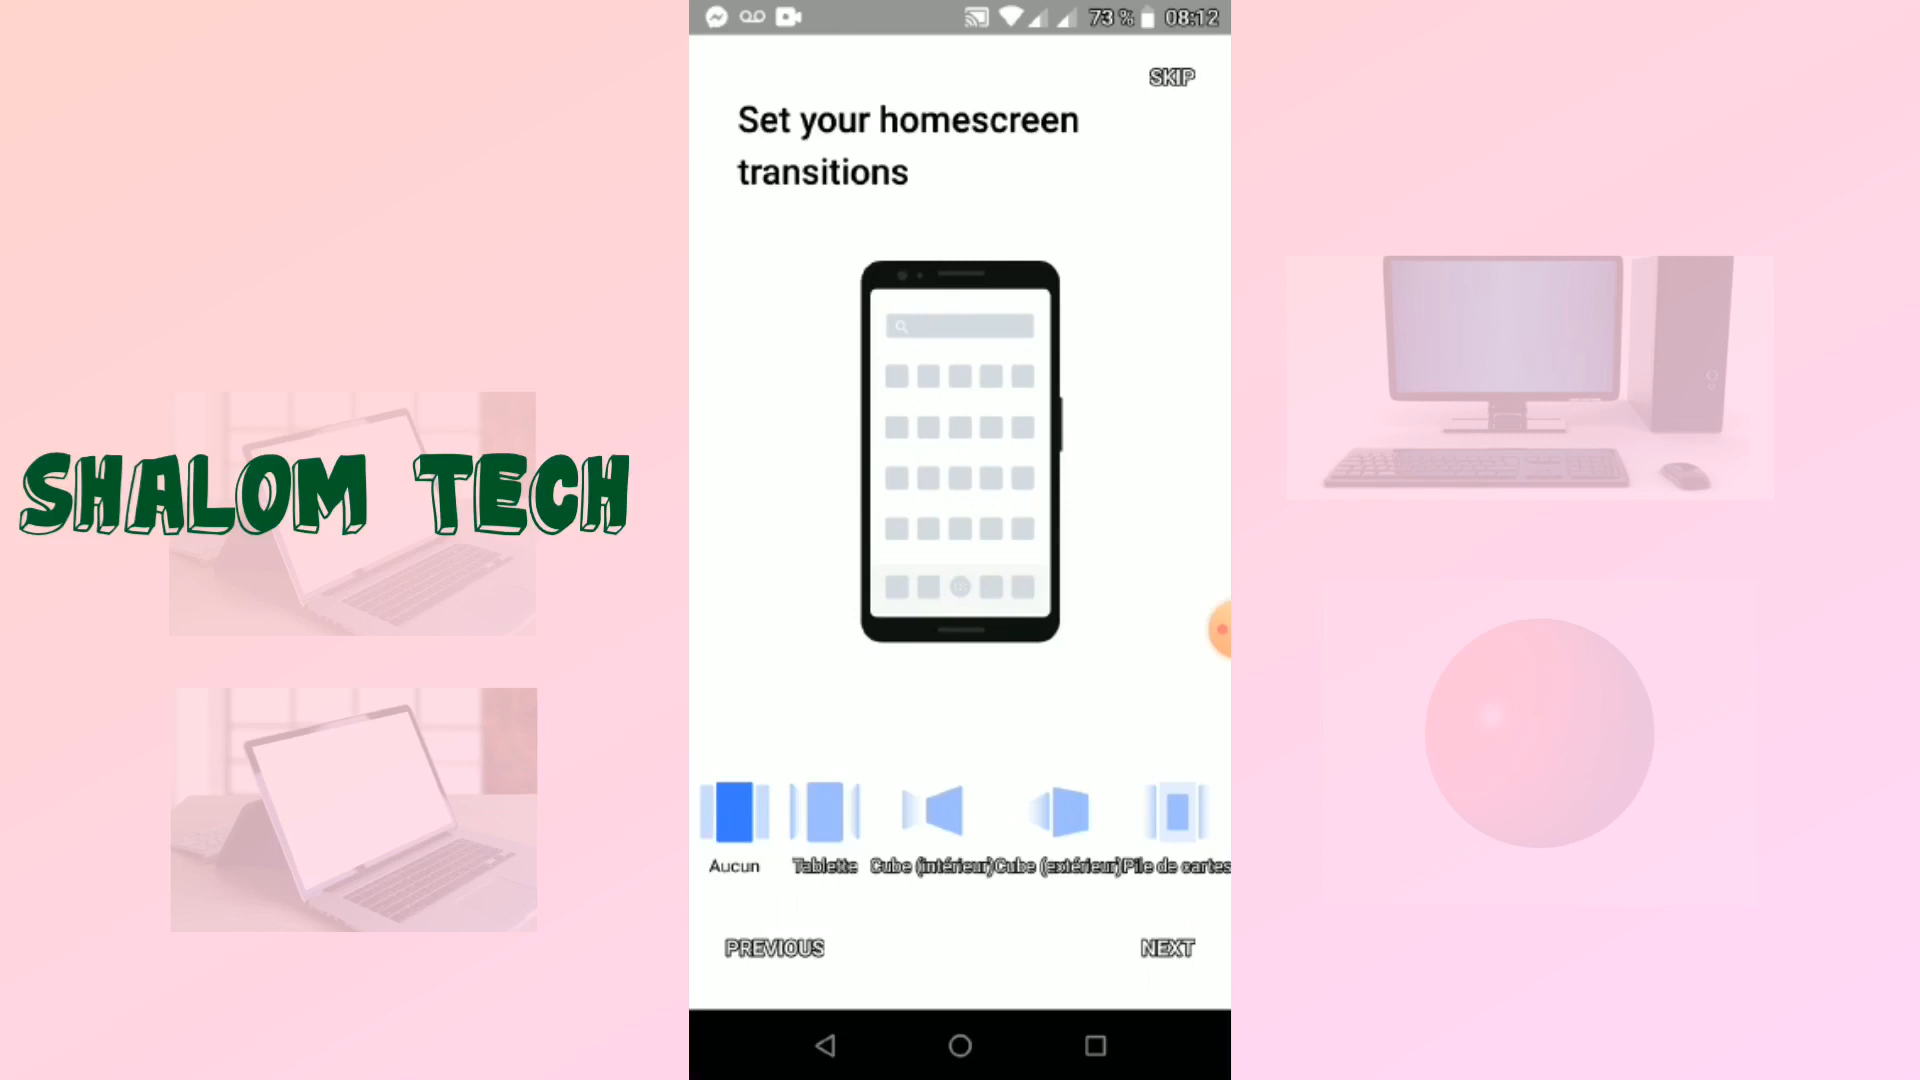 73 % 08:12
SKIP
Set your homescreen
transitions
SHALOM TECH
Aucun Tablette Cube (intérieur) Cube (extérieur) Pile de cartes
PREVIOUS NEXT